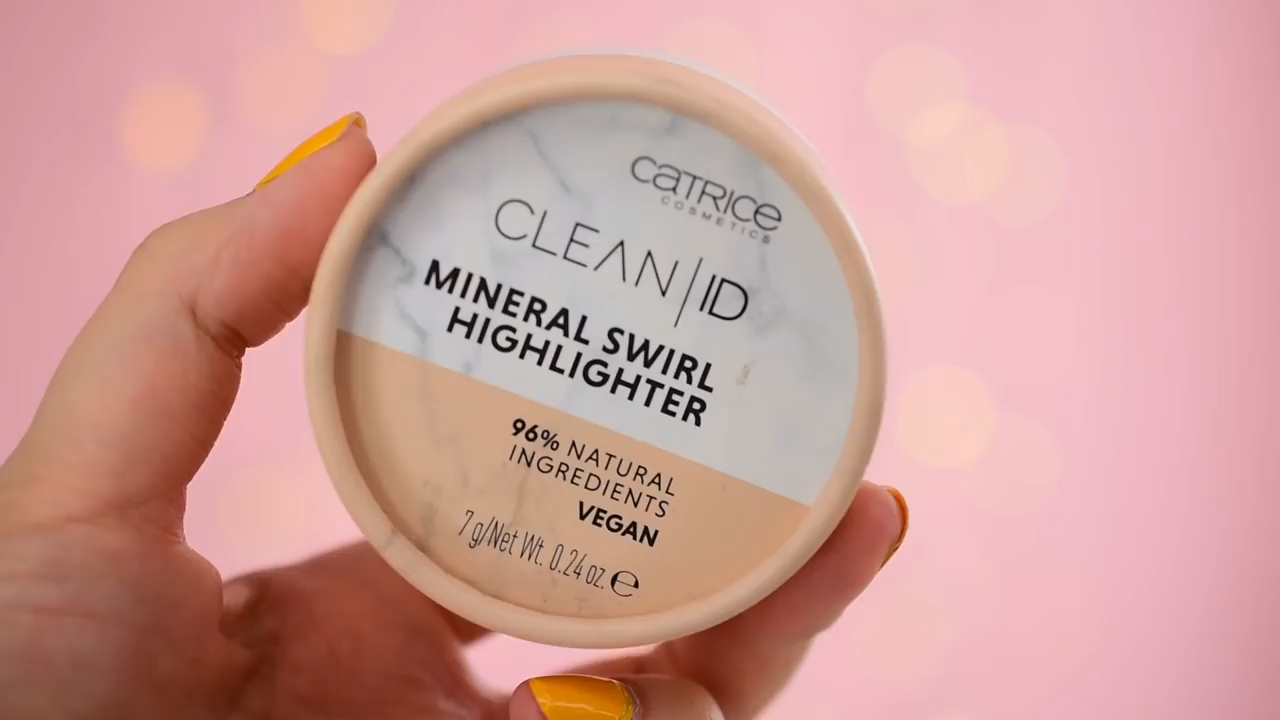 CATRICE
COSMETICS
CLEAN|ID
MINERAL SWIRL
HIGHLIGHTER
96% NATURAL
INGREDIENTS
VEGAN
7 g/Net Wt. 0.24 oz. ℮